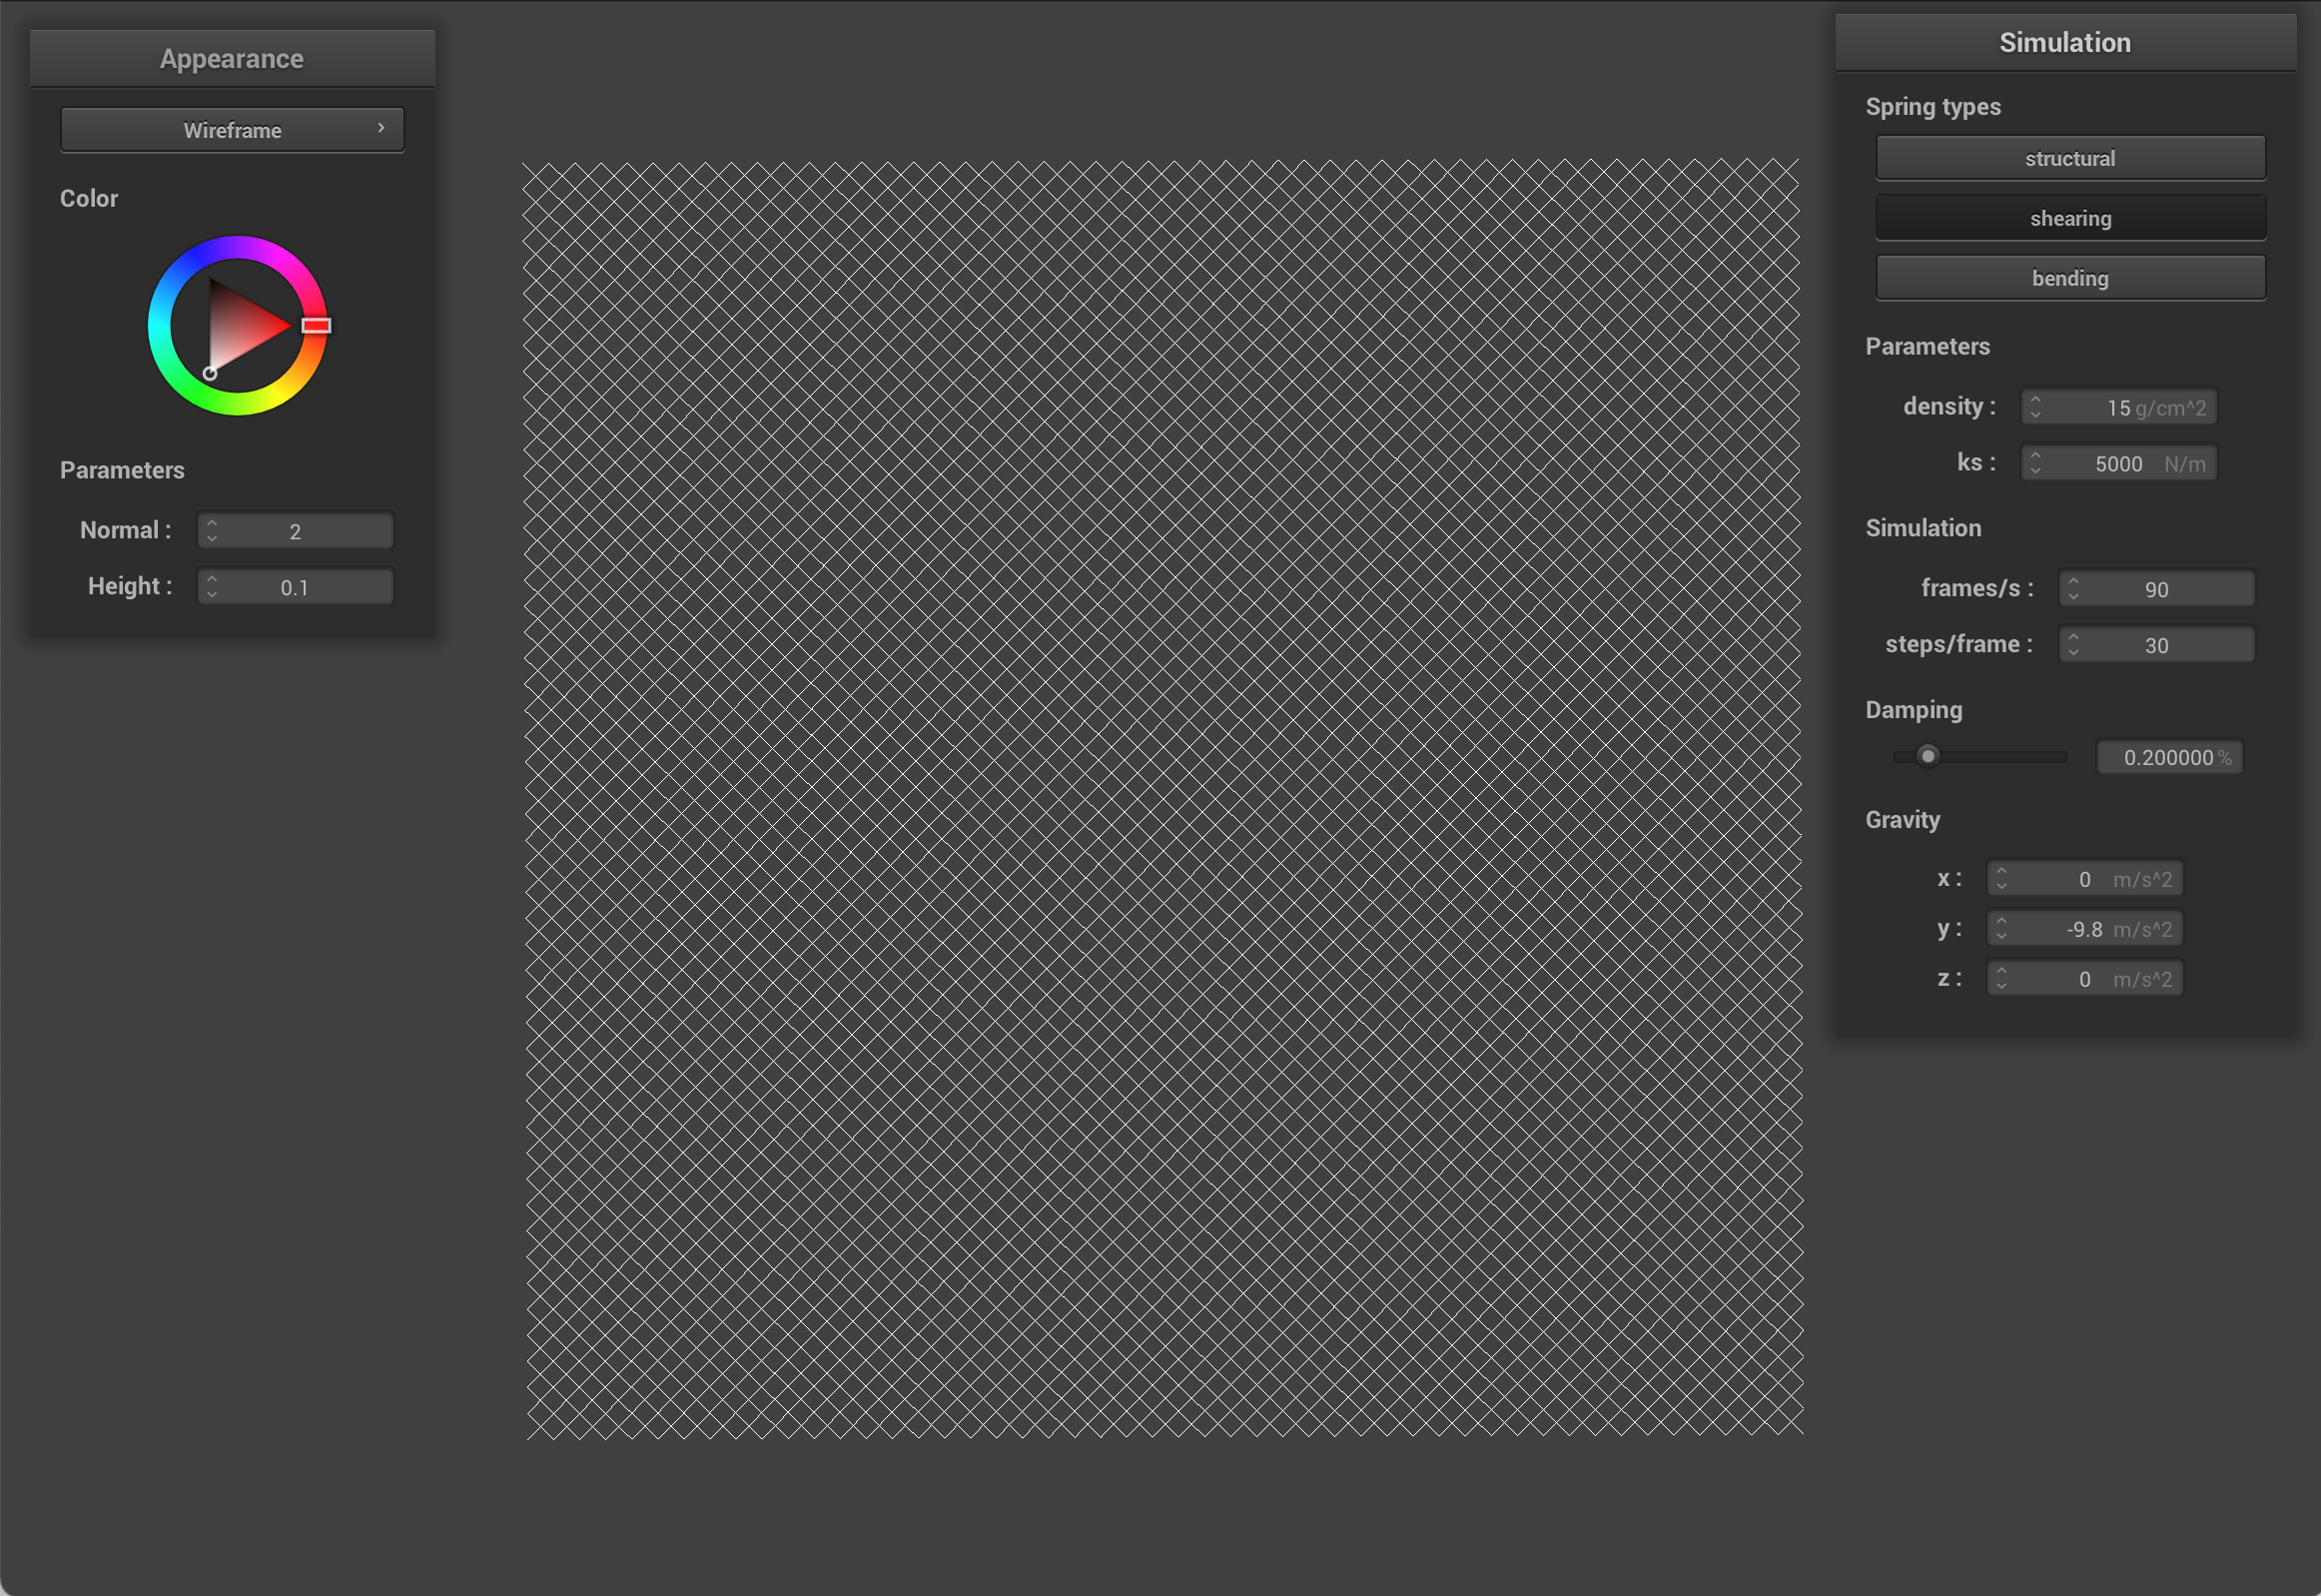 Appearance
Wireframe
Color
Parameters
Normal : 2
Height : 0.1
Simulation
Spring types
structural
shearing
bending
Parameters
density : 15 g/cm^2
ks : 5000 N/m
Simulation
frames/s : 90
steps/frame : 30
Damping
0.200000 %
Gravity
x : 0 m/s^2
y : -9.8 m/s^2
z : 0 m/s^2